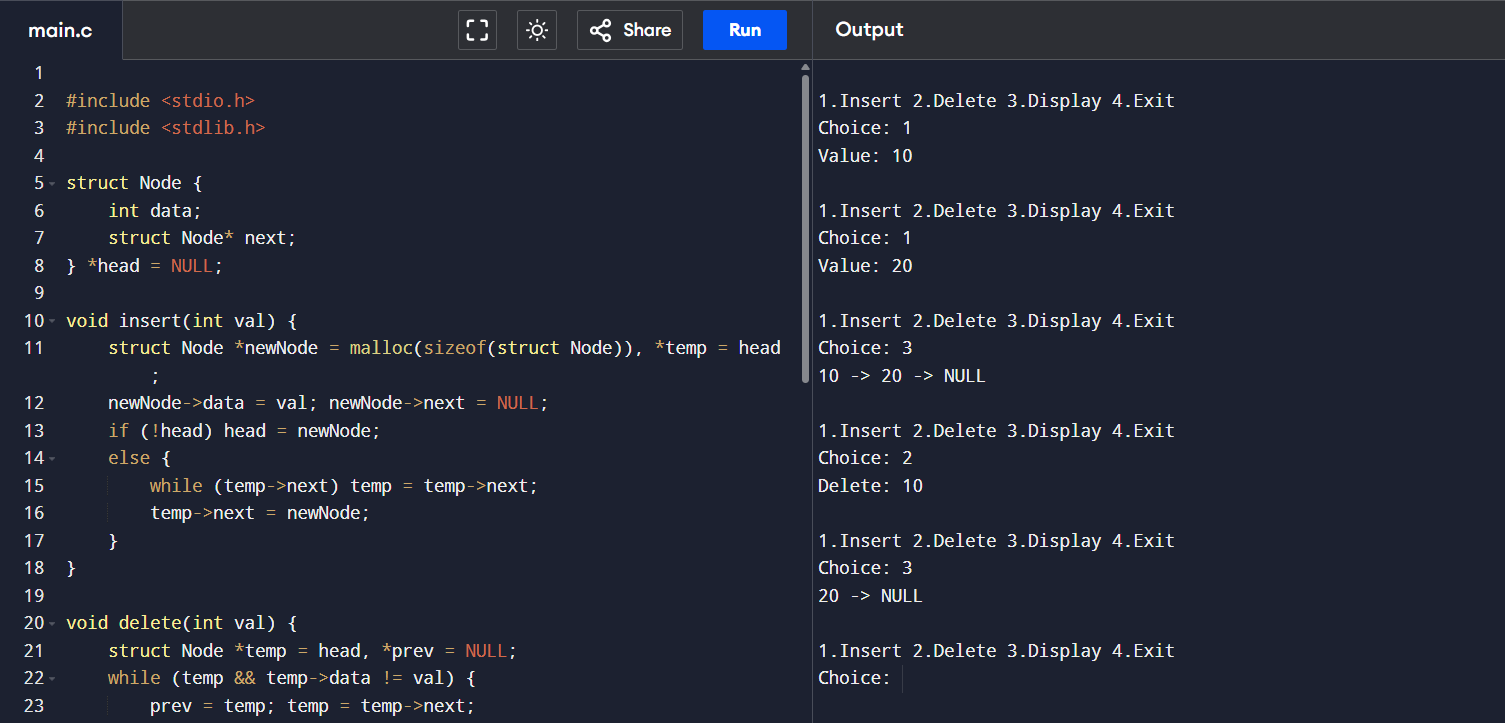 main.c
Share
Run
Output
1
2 #include <stdio.h>
3 #include <stdlib.h>
4
5 struct Node {
6     int data;
7     struct Node* next;
8 } *head = NULL;
9
10 void insert(int val) {
11     struct Node *newNode = malloc(sizeof(struct Node)), *temp = head
        ;
12     newNode->data = val; newNode->next = NULL;
13     if (!head) head = newNode;
14     else {
15         while (temp->next) temp = temp->next;
16         temp->next = newNode;
17     }
18 }
19
20 void delete(int val) {
21     struct Node *temp = head, *prev = NULL;
22     while (temp && temp->data != val) {
23         prev = temp; temp = temp->next;
1.Insert 2.Delete 3.Display 4.Exit
Choice: 1
Value: 10
1.Insert 2.Delete 3.Display 4.Exit
Choice: 1
Value: 20
1.Insert 2.Delete 3.Display 4.Exit
Choice: 3
10 -> 20 -> NULL
1.Insert 2.Delete 3.Display 4.Exit
Choice: 2
Delete: 10
1.Insert 2.Delete 3.Display 4.Exit
Choice: 3
20 -> NULL
1.Insert 2.Delete 3.Display 4.Exit
Choice: